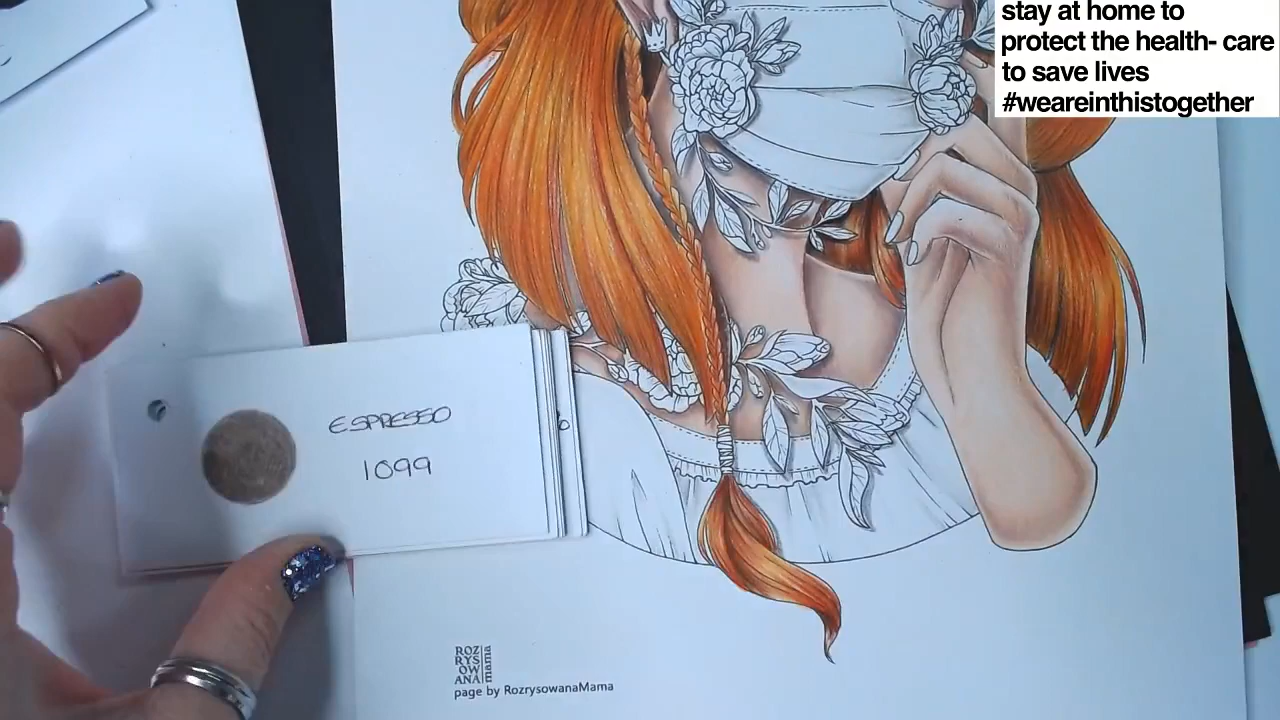 stay at home to
protect the health- care
to save lives
#weareinthistogether
ESPRESSO
1099
ROZ
RYS
OW
ANA
mama
page by RozrysowanaMama